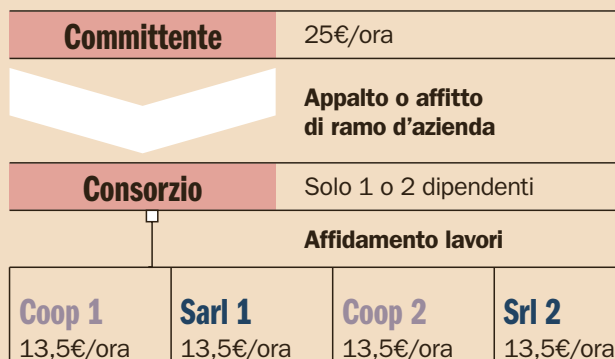 Committente
25€/ora
Appalto o affitto
di ramo d'azienda
Consorzio
Solo 1 o 2 dipendenti
Affidamento lavori
Coop 1
13,5€/ora
Sarl 1
13,5€/ora
Coop 2
13,5€/ora
Srl 2
13,5€/ora